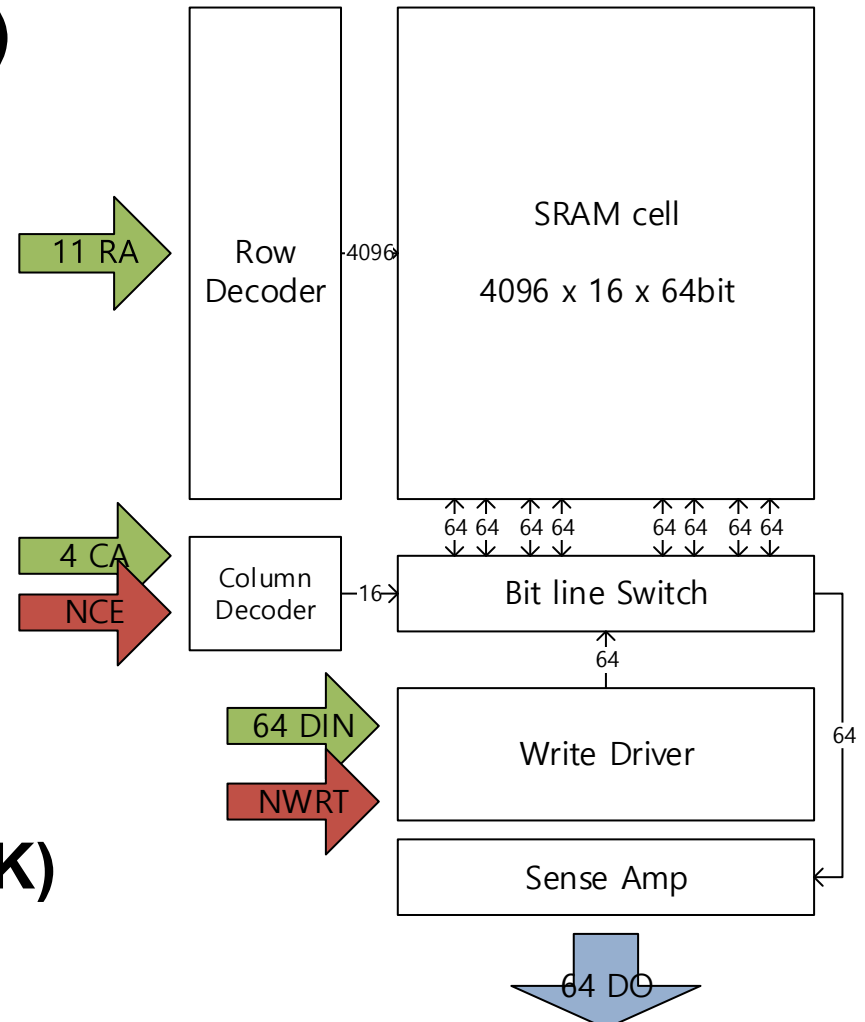 )
11 RA
Row
Decoder
4096
SRAM cell
4096 x 16 x 64bit
64 64 64 64 64 64 64 64
4 CA
NCE
Column
Decoder
16
Bit line Switch
64
64 DIN
NWRT
Write Driver
64
K)
Sense Amp
64 DO